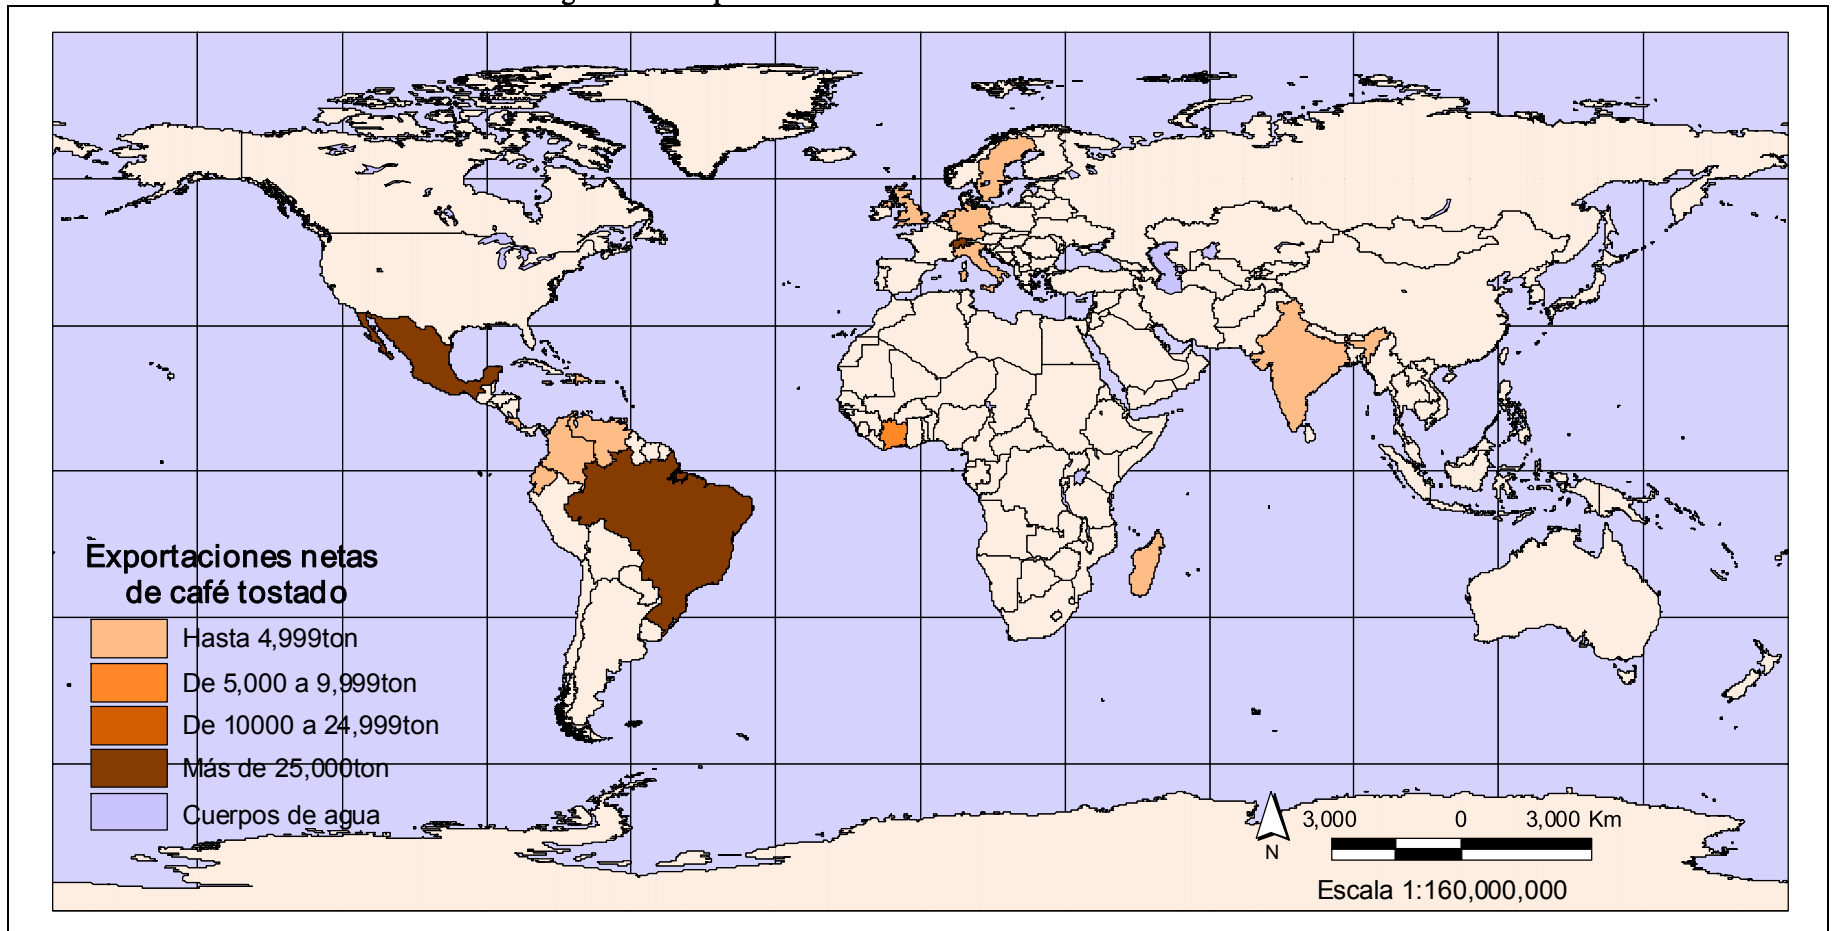 Exportaciones netas
de café tostado
Hasta 4,999ton
De 5,000 a 9,999ton
De 10000 a 24,999ton
Más de 25,000ton
Cuerpos de agua
3,000 0 3,000 Km
N
Escala 1:160,000,000